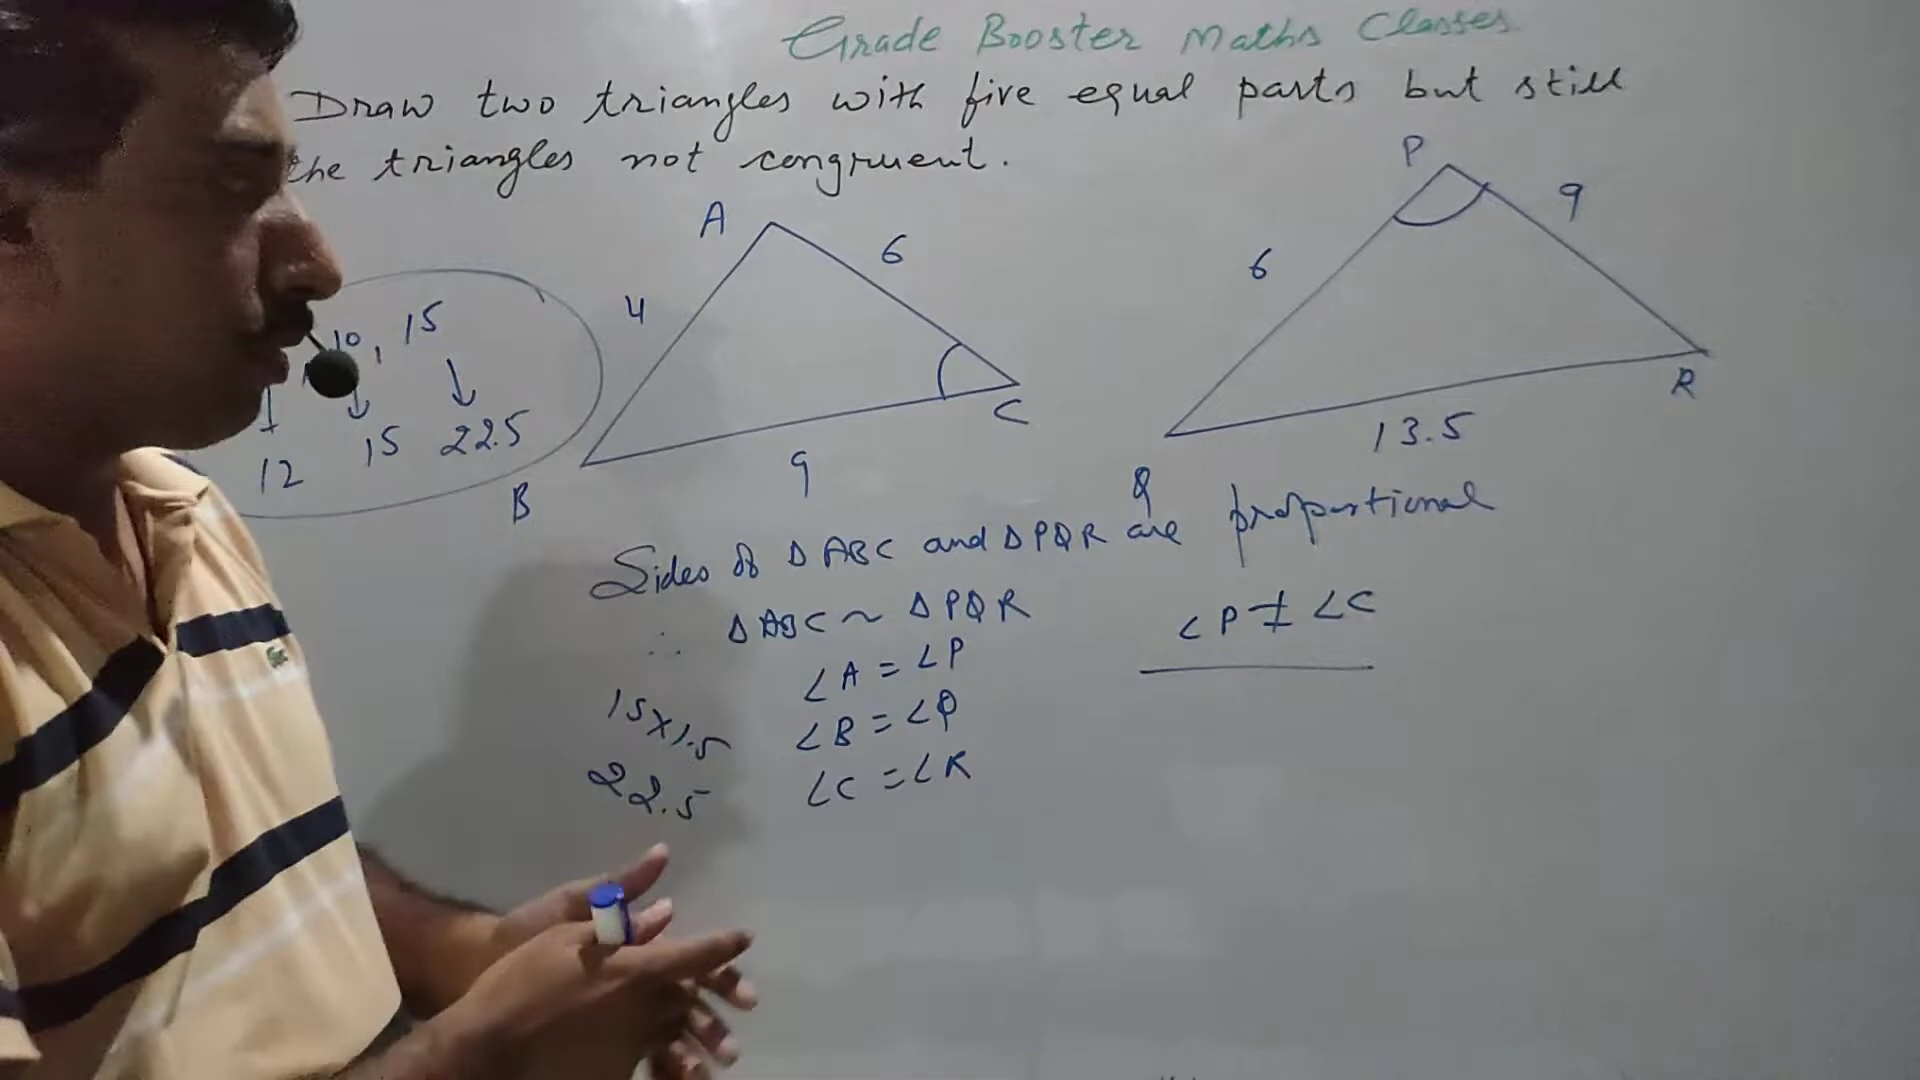 Grade Booster Maths Classes
Draw two triangles with five equal parts but still
the triangles not congruent.
A
6
4
B
9
C
P
9
6
Q
13.5
R
10, 15
12 15 22.5
Sides of Δ ABC and Δ PQR are proportional
∴ Δ ABC ~ Δ PQR
∠A = ∠P
∠B = ∠Q
∠C = ∠R
∠P ≠ ∠C
15×1.5
22.5